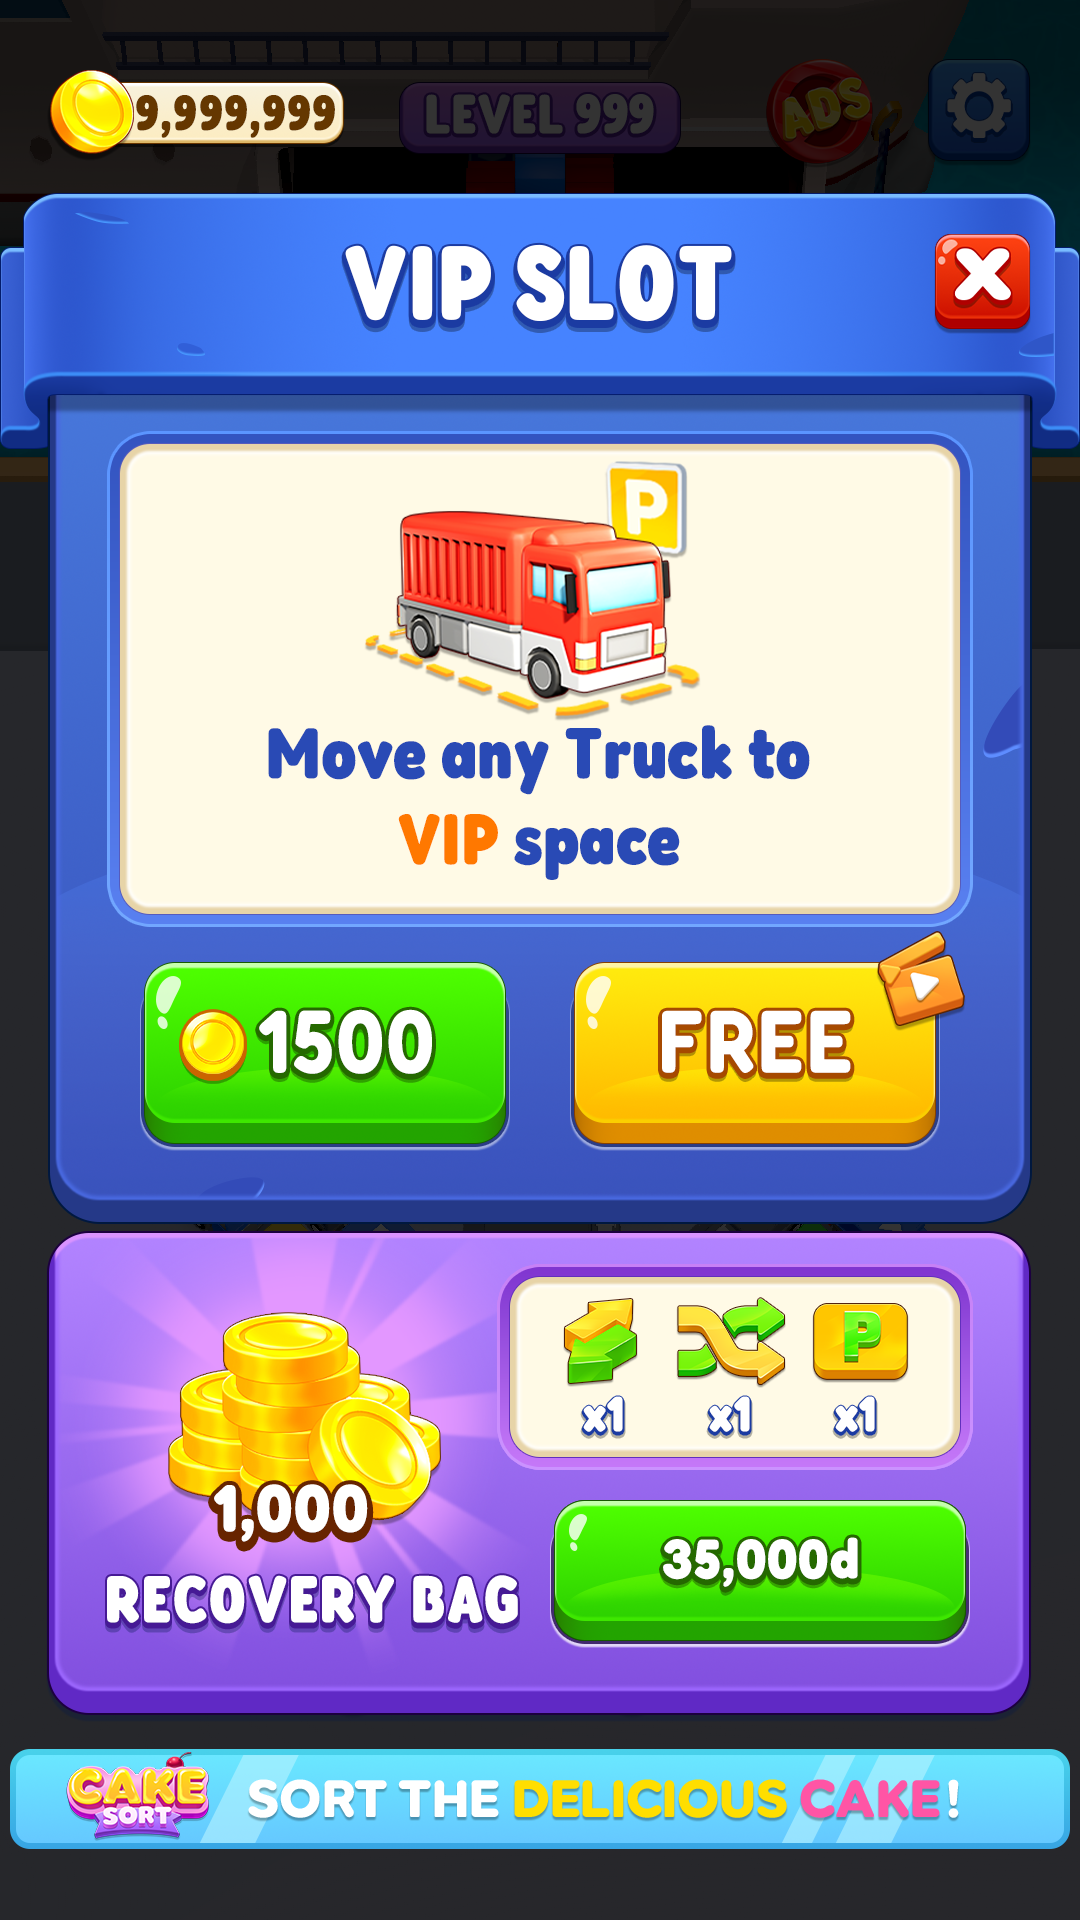 9,999,999
LEVEL 999
ADS
VIP SLOT
P
Move any Truck to
VIP space
1500
FREE
P
x1
x1
x1
1,000
RECOVERY BAG
35,000đ
CAKE
SORT
SORT THE DELICIOUS CAKE!